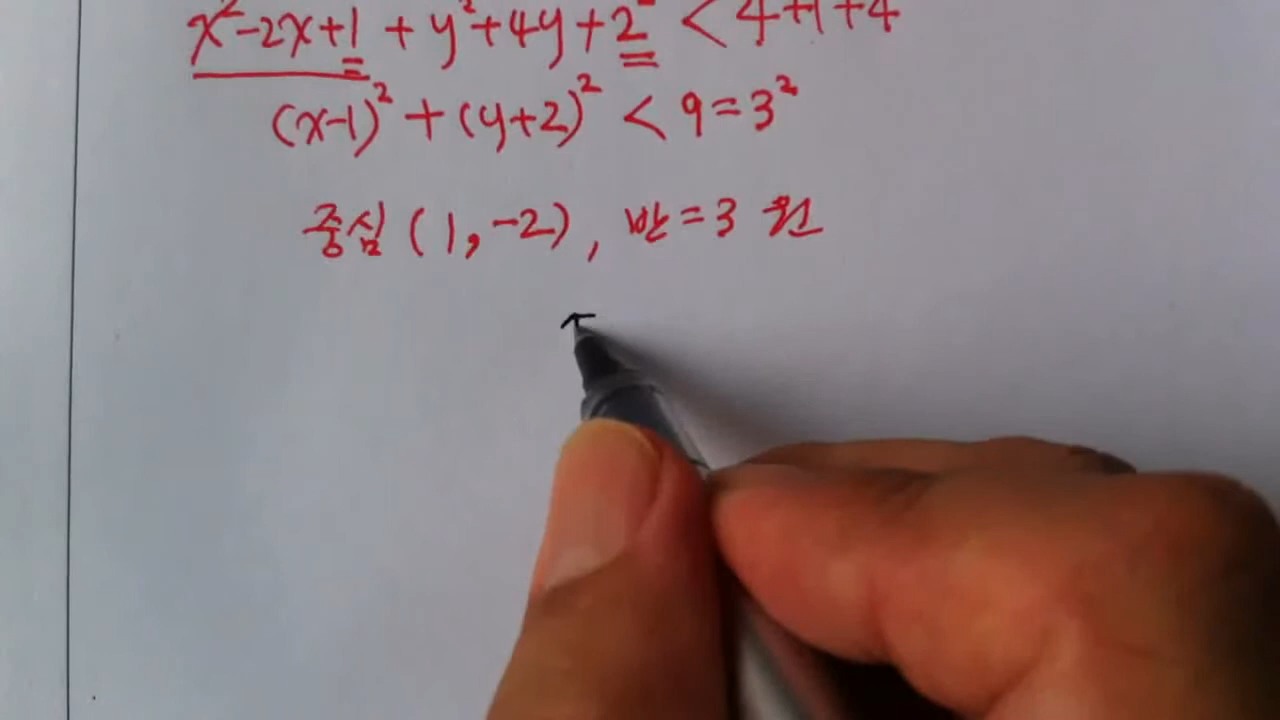 x²-2x+1 + y²+4y+2² < 4+1+4
(x-1)² + (y+2)² < 9=3²
중심 (1, -2), 반=3 원